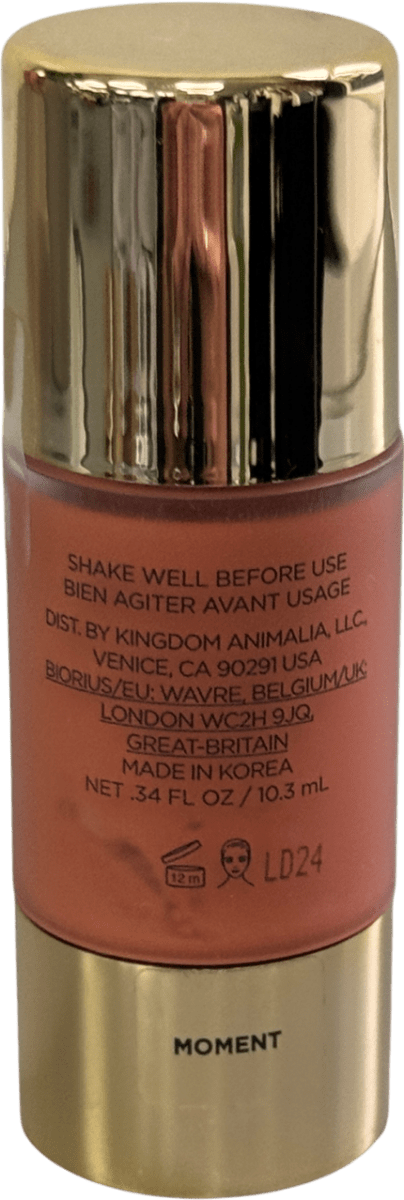 SHAKE WELL BEFORE USE
BIEN AGITER AVANT USAGE
DIST. BY KINGDOM ANIMALIA, LLC,
VENICE, CA 90291 USA
BIORIUS/EU: WAVRE, BELGIUM/UK:
LONDON WC2H 9JQ,
GREAT-BRITAIN
MADE IN KOREA
NET .34 FL OZ / 10.3 mL
12 m LD24
MOMENT